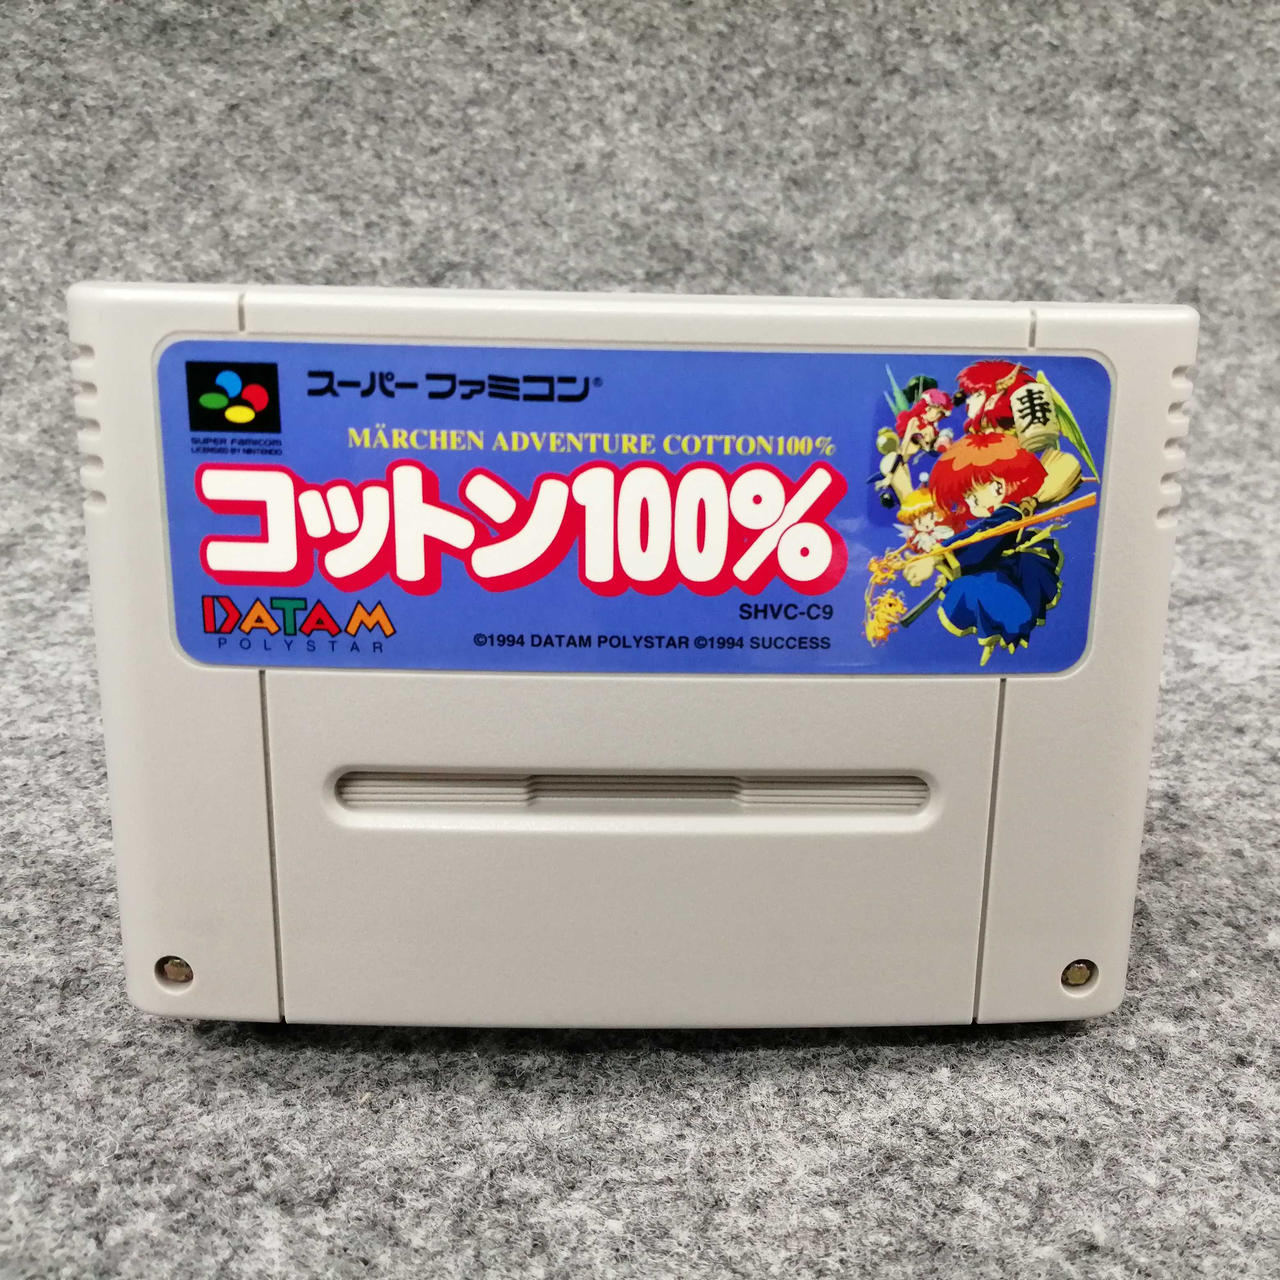 スーパーファミコン®
SUPER FAMICOM
LICENSED BY NINTENDO
MÄRCHEN ADVENTURE COTTON100%
コットン100%
寿
DATAM
POLYSTAR
SHVC-C9
©1994 DATAM POLYSTAR ©1994 SUCCESS